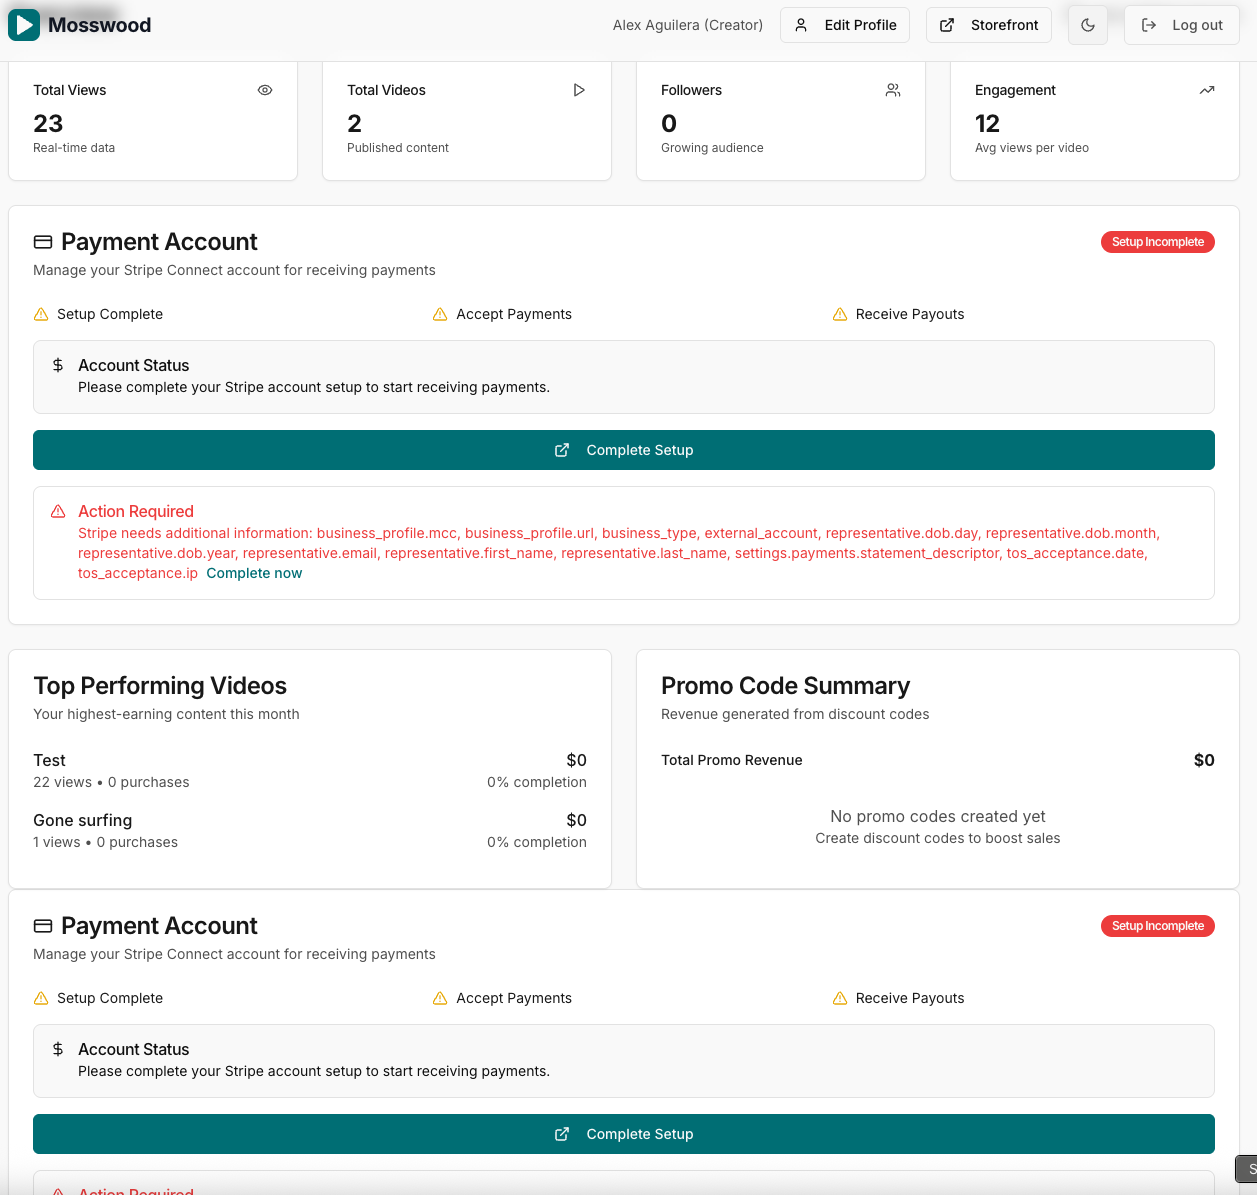 Mosswood
Alex Aguilera (Creator)
Edit Profile
Storefront
Log out
Total Views
23
Real-time data
Total Videos
2
Published content
Followers
0
Growing audience
Engagement
12
Avg views per video
Payment Account
Setup Incomplete
Manage your Stripe Connect account for receiving payments
Setup Complete
Accept Payments
Receive Payouts
Account Status
Please complete your Stripe account setup to start receiving payments.
Complete Setup
Action Required
Stripe needs additional information: business_profile.mcc, business_profile.url, business_type, external_account, representative.dob.day, representative.dob.month,
representative.dob.year, representative.email, representative.first_name, representative.last_name, settings.payments.statement_descriptor, tos_acceptance.date,
tos_acceptance.ip Complete now
Top Performing Videos
Your highest-earning content this month
Test
$0
22 views • 0 purchases
0% completion
Gone surfing
$0
1 views • 0 purchases
0% completion
Promo Code Summary
Revenue generated from discount codes
Total Promo Revenue
$0
No promo codes created yet
Create discount codes to boost sales
Payment Account
Setup Incomplete
Manage your Stripe Connect account for receiving payments
Setup Complete
Accept Payments
Receive Payouts
Account Status
Please complete your Stripe account setup to start receiving payments.
Complete Setup
Action Required